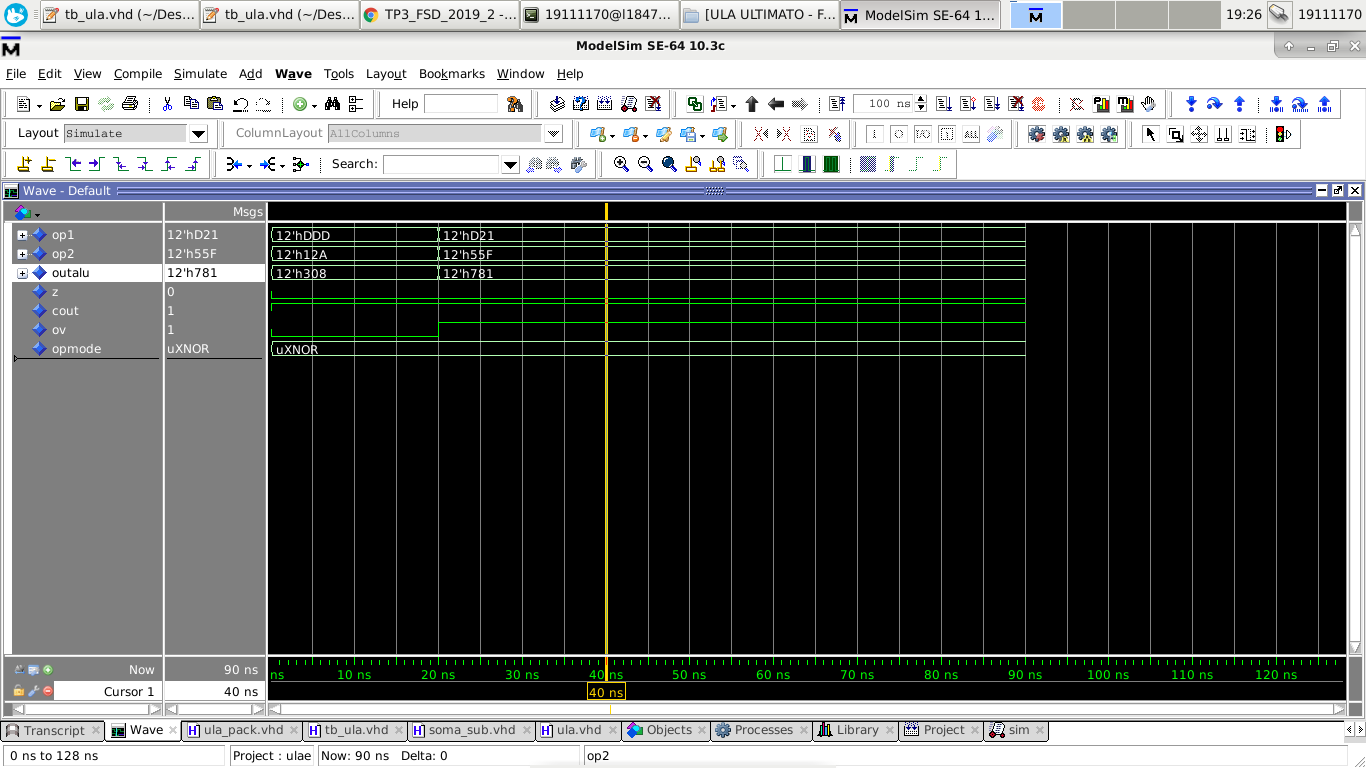 tb_ula.vhd (~/Des... tb_ula.vhd (~/Des... TP3_FSD_2019_2 -... 19111170@l1847... [ULA ULTIMATO - F... ModelSim SE-64 1... 19:26 19111170
ModelSim SE-64 10.3c
File Edit View Compile Simulate Add Wave Tools Layout Bookmarks Window Help
Help 100 ns
Layout Simulate ColumnLayout AllColumns
Search:
Wave - Default
Msgs
op1 12'hD21 12'hDDD 12'hD21
op2 12'h55F 12'h12A 12'h55F
outalu 12'h781 12'h308 12'h781
z 0
cout 1
ov 1
opmode uXNOR uXNOR
Now 90 ns ns 10 ns 20 ns 30 ns 40 ns 50 ns 60 ns 70 ns 80 ns 90 ns 100 ns 110 ns 120 ns
Cursor 1 40 ns 40 ns
Transcript Wave ula_pack.vhd tb_ula.vhd soma_sub.vhd ula.vhd Objects Processes Library Project sim
0 ns to 128 ns Project : ulae Now: 90 ns Delta: 0 op2